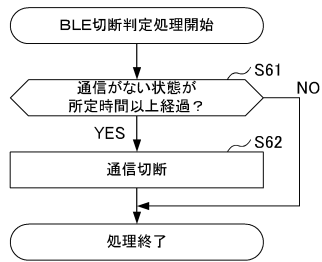 BLE切断判定処理開始
S61
通信がない状態が
所定時間以上経過?
NO
YES
S62
通信切断
処理終了